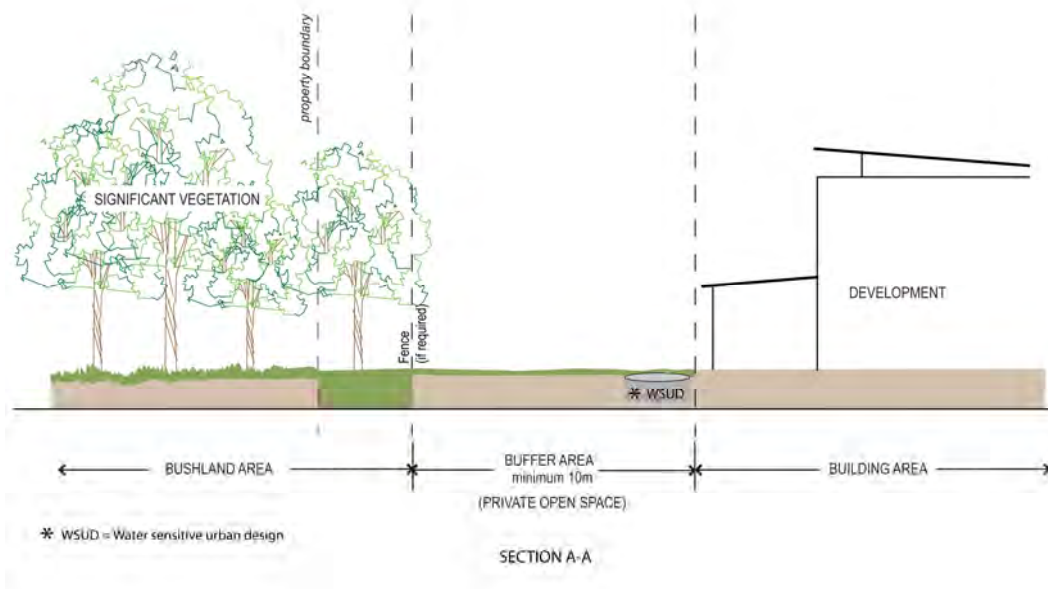 property boundary
SIGNIFICANT VEGETATION
DEVELOPMENT
Fence
(if required)
* WSUD
BUSHLAND AREA
BUFFER AREA
minimum 10m
(PRIVATE OPEN SPACE)
BUILDING AREA
* WSUD = Water sensitive urban design
SECTION A-A